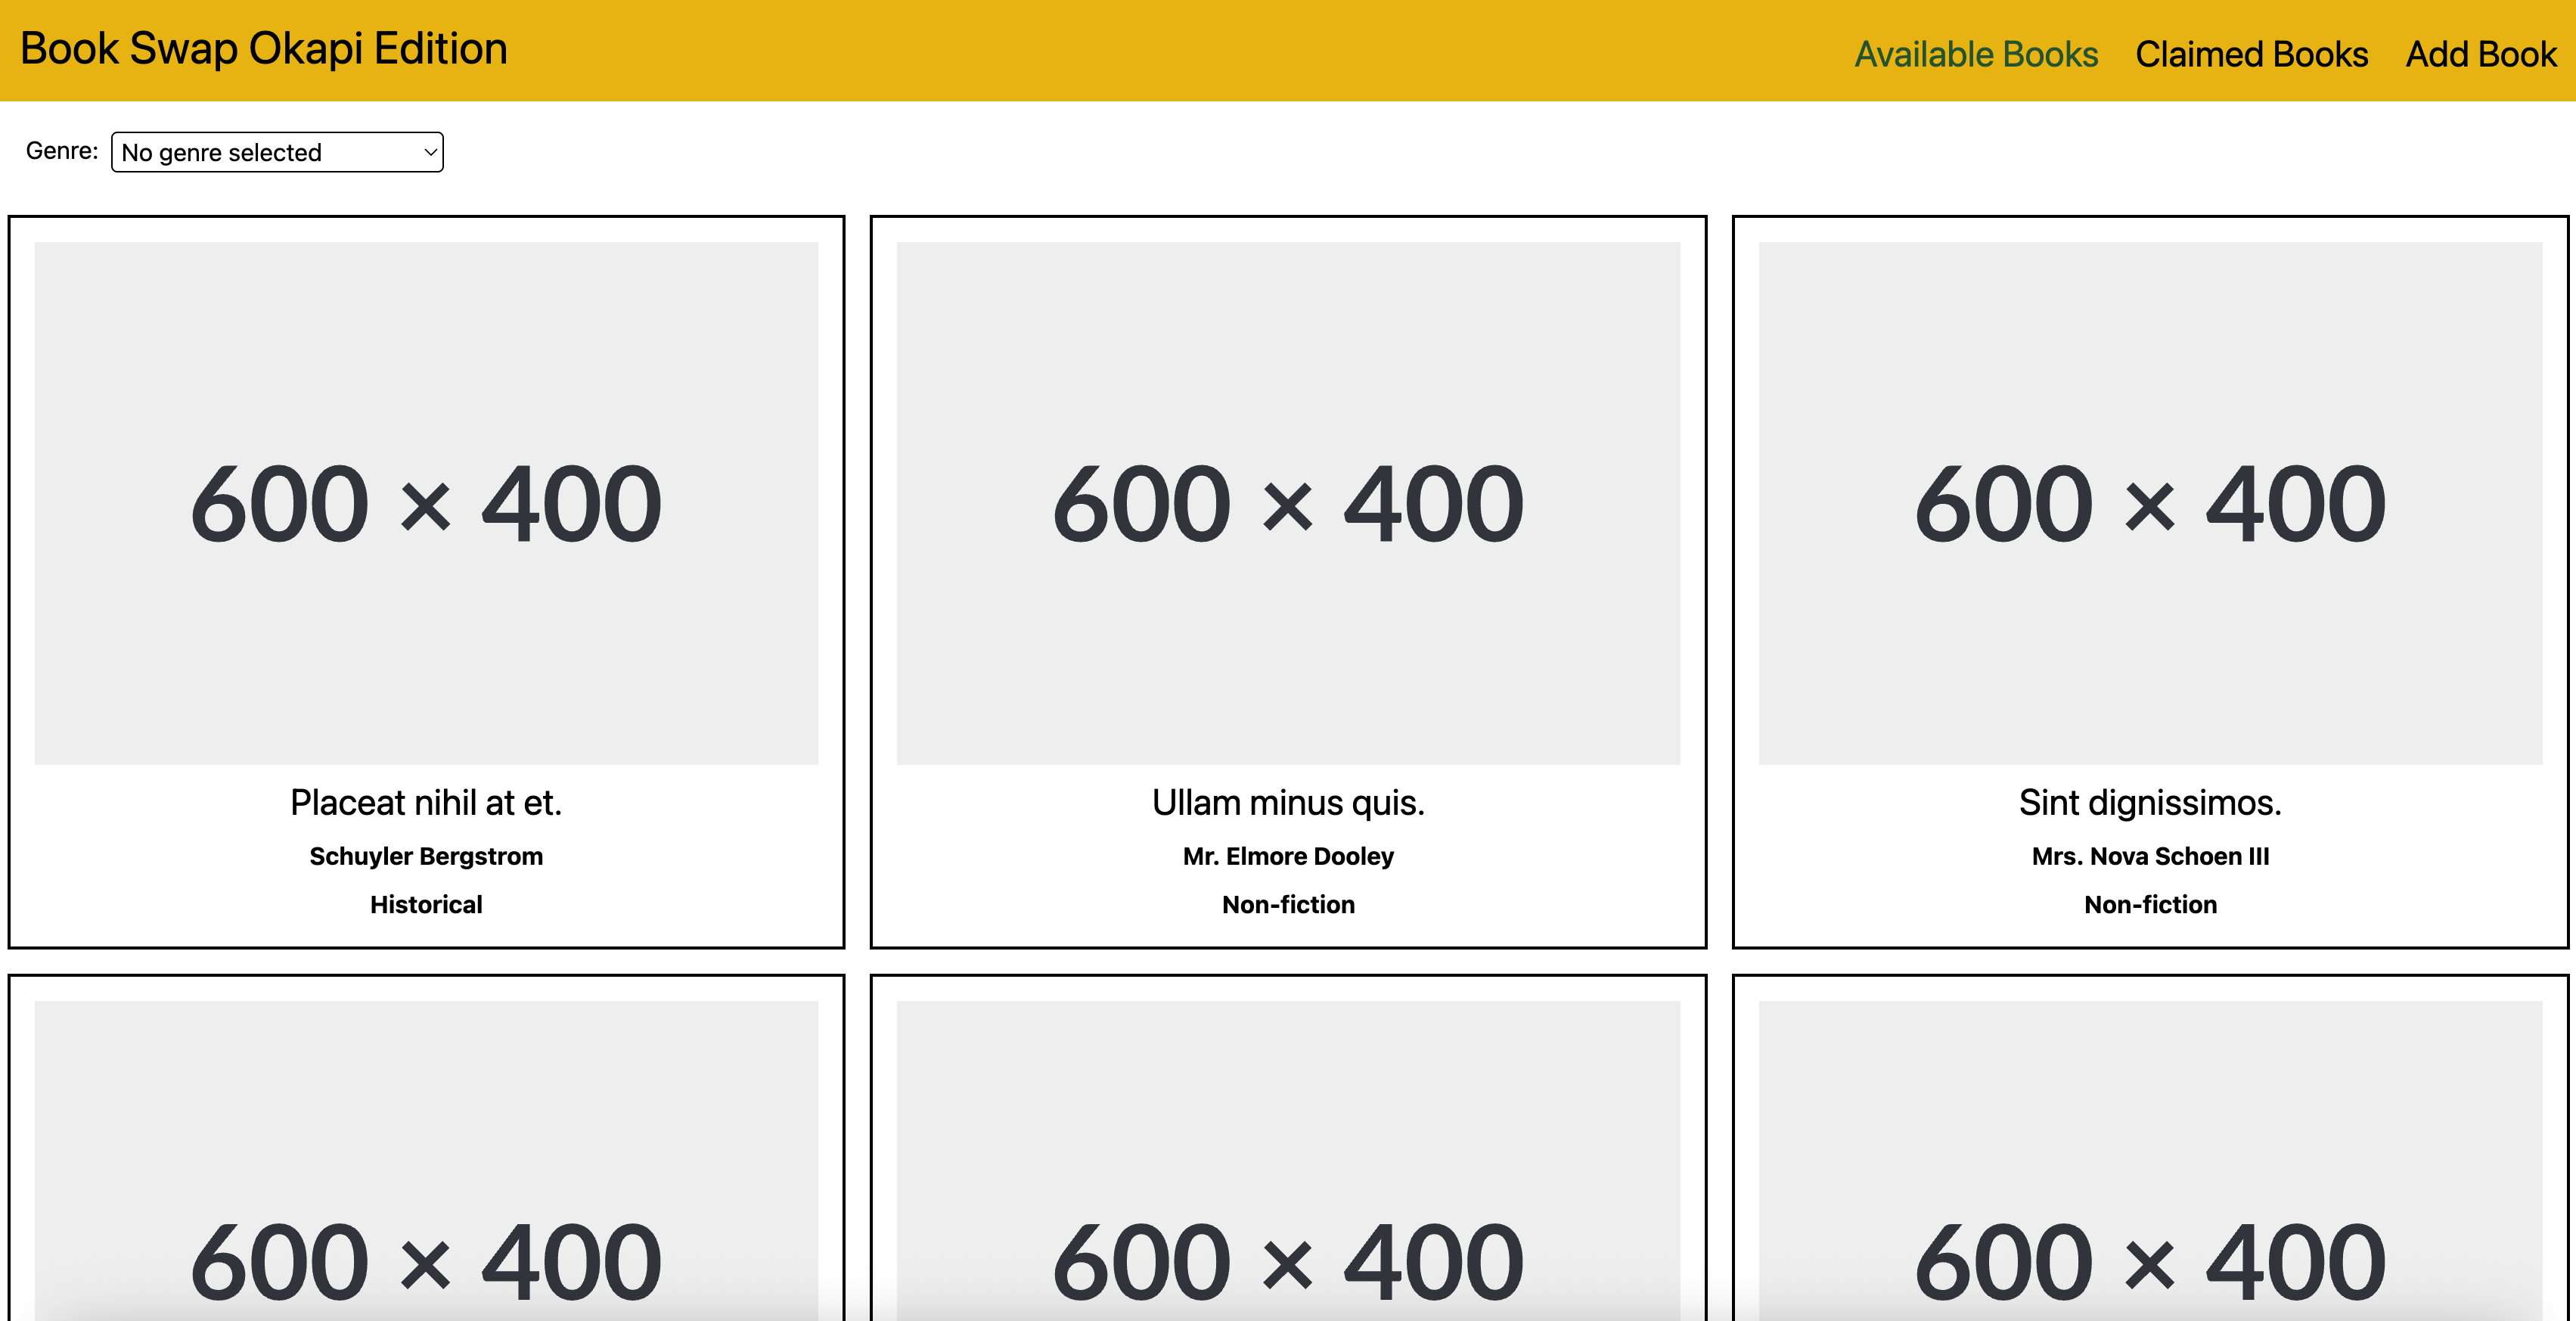 Book Swap Okapi Edition
Available Books Claimed Books Add Book
Genre: No genre selected
600 × 400
600 × 400
600 × 400
Placeat nihil at et.
Schuyler Bergstrom
Historical
Ullam minus quis.
Mr. Elmore Dooley
Non-fiction
Sint dignissimos.
Mrs. Nova Schoen III
Non-fiction
600 × 400
600 × 400
600 × 400